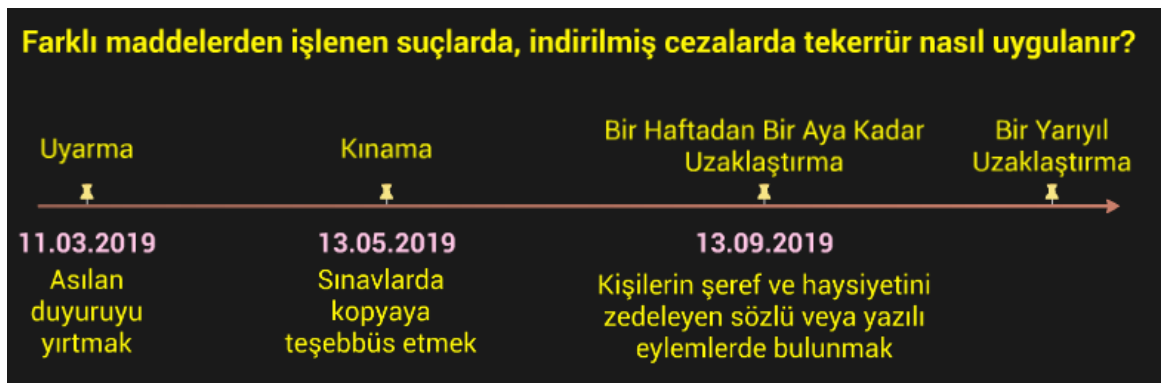 Farklı maddelerden işlenen suçlarda, indirilmiş cezalarda tekerrür nasıl uygulanır?
Uyarma
Kınama
Bir Haftadan Bir Aya Kadar
Uzaklaştırma
Bir Yarıyıl
Uzaklaştırma
11.03.2019
Asılan
duyuruyu
yırtmak
13.05.2019
Sınavlarda
kopyaya
teşebbüs etmek
13.09.2019
Kişilerin şeref ve haysiyetini
zedeleyen sözlü veya yazılı
eylemlerde bulunmak